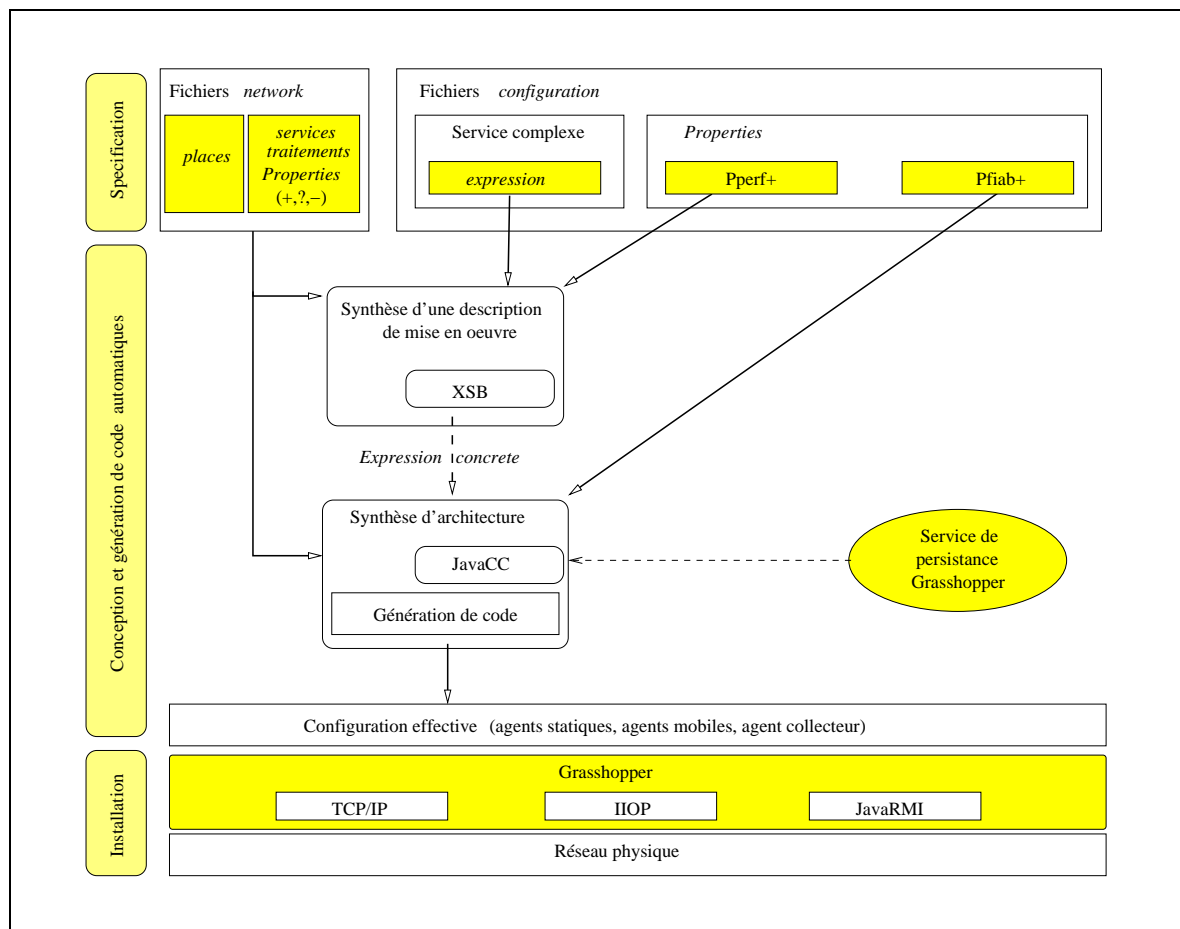 Spécification
Fichiers network
places
services
traitements
Properties
(+,?,−)
Fichiers configuration
Service complexe
expression
Properties
Pperf+
Pfiab+
Conception et génération de code automatiques
Synthèse d'une description
de mise en oeuvre
XSB
Expression concrete
Synthèse d'architecture
JavaCC
Génération de code
Service de
persistance
Grasshopper
Configuration effective (agents statiques, agents mobiles, agent collecteur)
Installation
Grasshopper
TCP/IP
IIOP
JavaRMI
Réseau physique